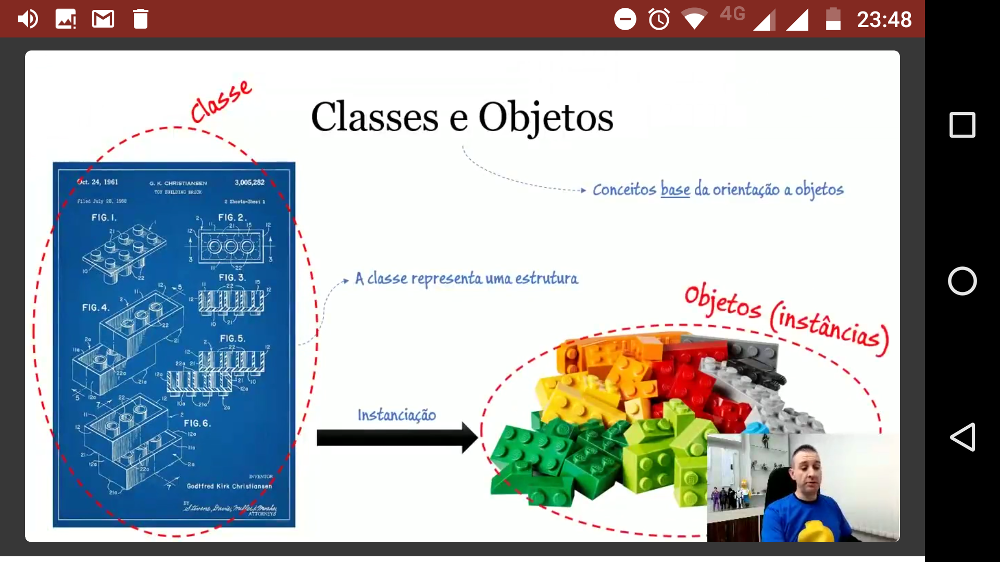 4G
23:48
Classe
Classes e Objetos
Conceitos base da orientação a objetos
Oct. 24, 1961
G. K. CHRISTIANSEN
3,005,282
TOY BUILDING BRICK
Filed July 28, 1958
2 Sheets-Sheet 1
FIG. 1.
FIG. 2.
FIG. 3.
A classe representa uma estrutura
Objetos (instâncias)
FIG. 4.
FIG. 5.
Instanciação
FIG. 6.
INVENTOR
Godtfred Kirk Christiansen
BY
Stevens, Davis, Miller & Mosher
ATTORNEYS